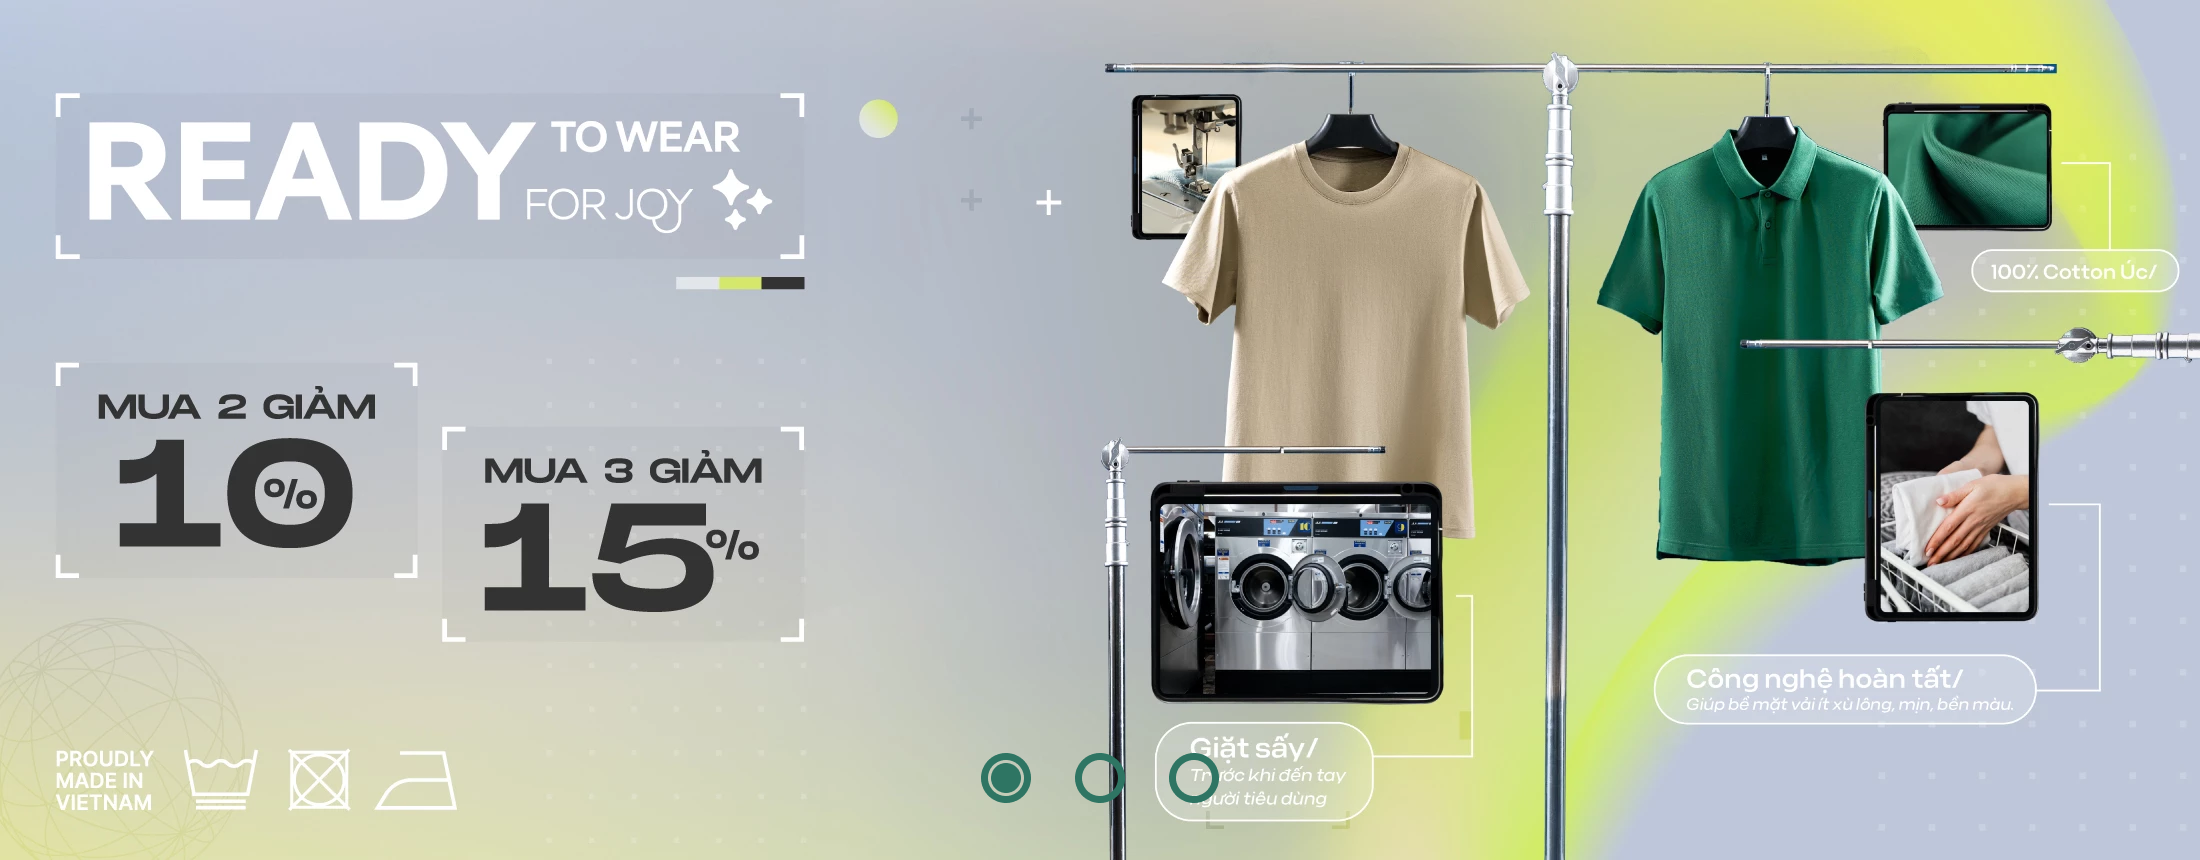 READY TO WEAR
FOR JOY
MUA 2 GIẢM
10%
MUA 3 GIẢM
15%
PROUDLY
MADE IN
VIETNAM
100% Cotton Úc/
Công nghệ hoàn tất/
Giúp bề mặt vải ít xù lông, mịn, bền màu.
Giặt sấy/
Trước khi đến tay
người tiêu dùng